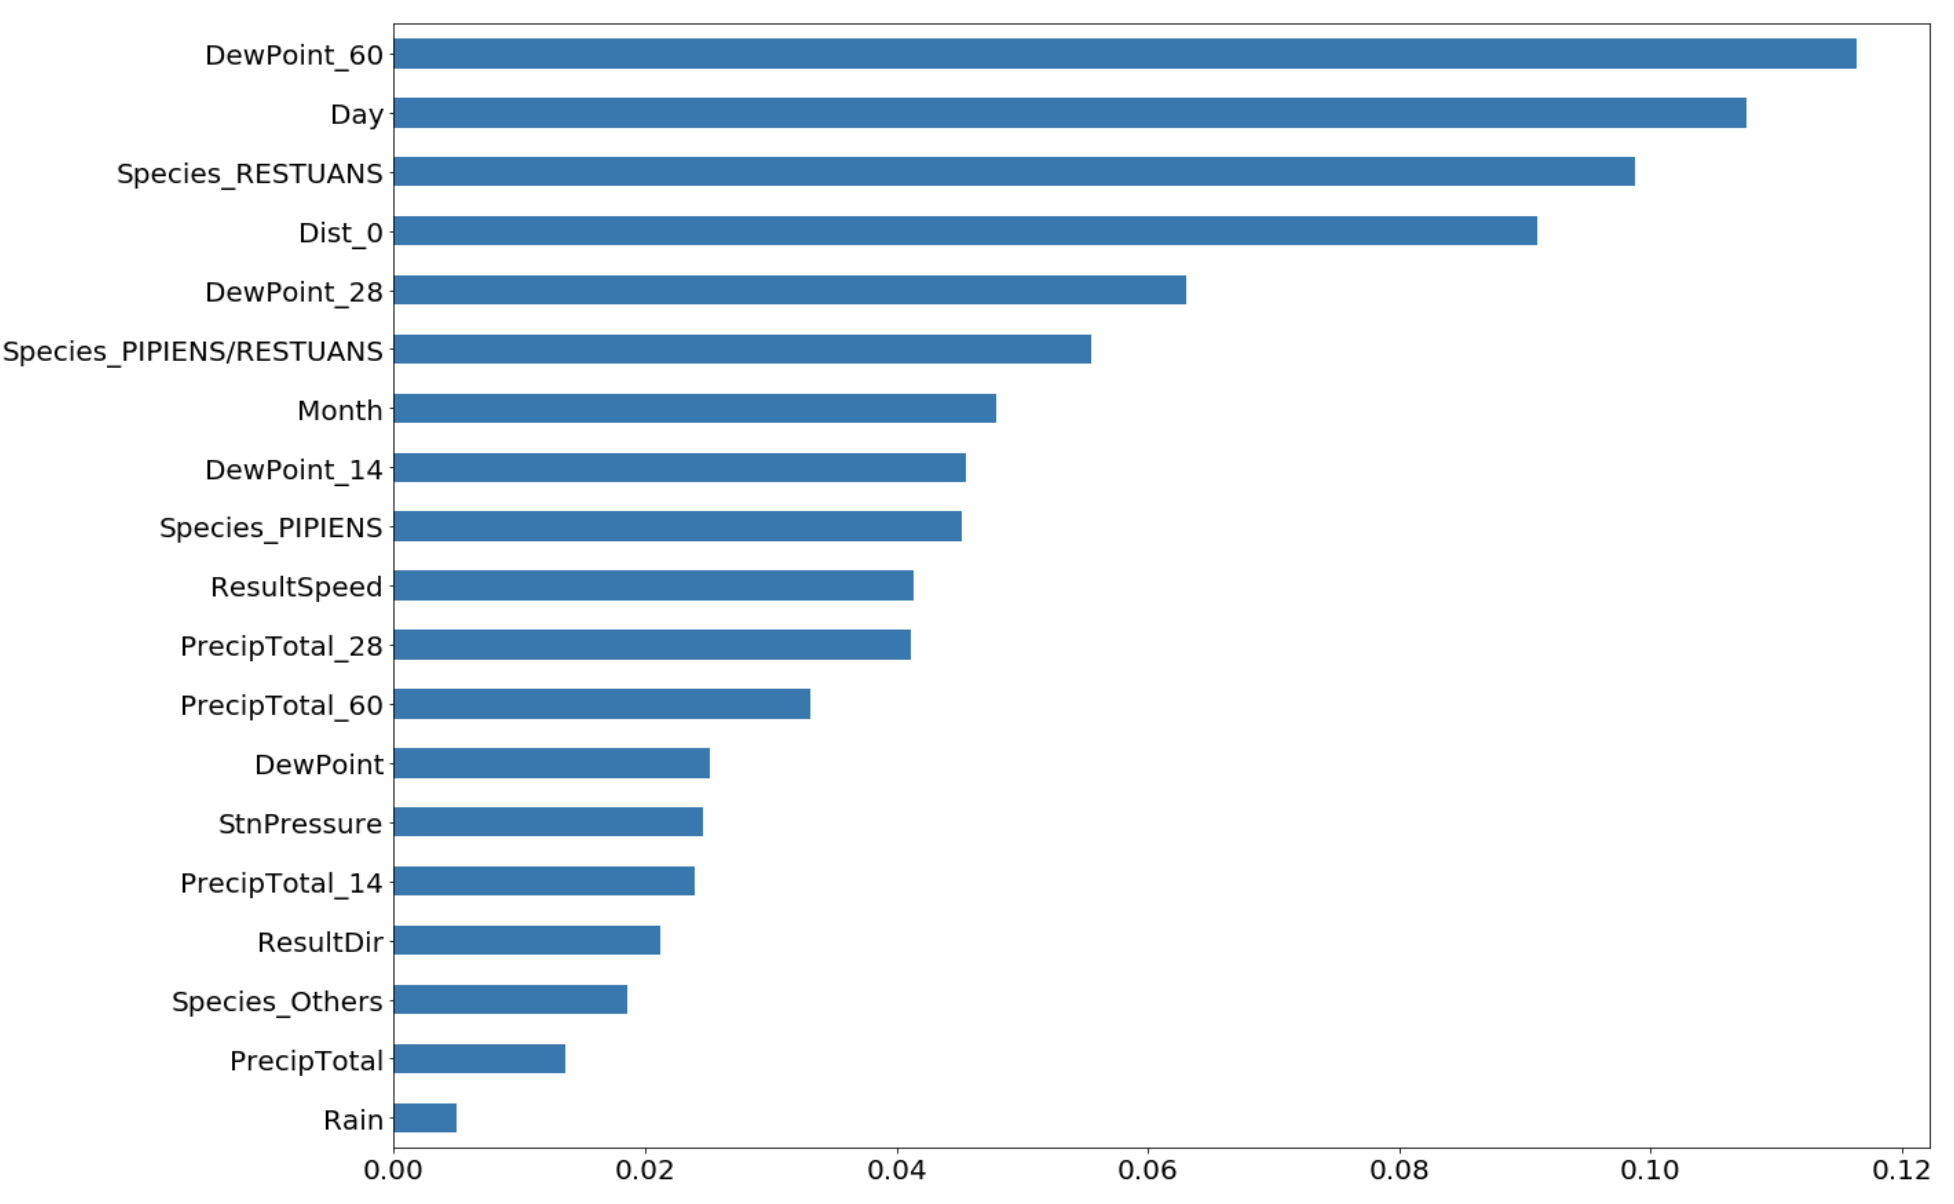 DewPoint_60
Day
Species_RESTUANS
Dist_0
DewPoint_28
Species_PIPIENS/RESTUANS
Month
DewPoint_14
Species_PIPIENS
ResultSpeed
PrecipTotal_28
PrecipTotal_60
DewPoint
StnPressure
PrecipTotal_14
ResultDir
Species_Others
PrecipTotal
Rain
0.00 0.02 0.04 0.06 0.08 0.10 0.12